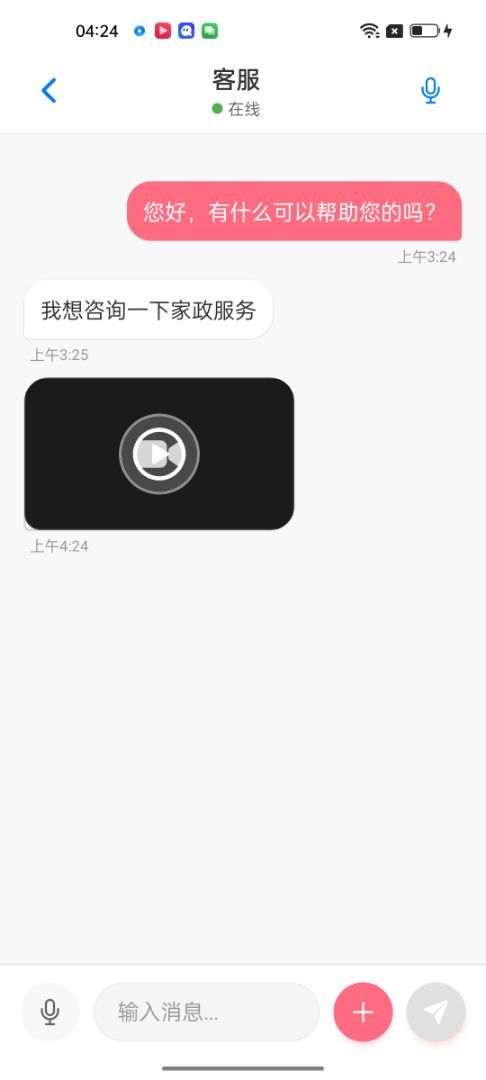 04:24
客服
在线
您好，有什么可以帮助您的吗？
上午3:24
我想咨询一下家政服务
上午3:25
上午4:24
输入消息...